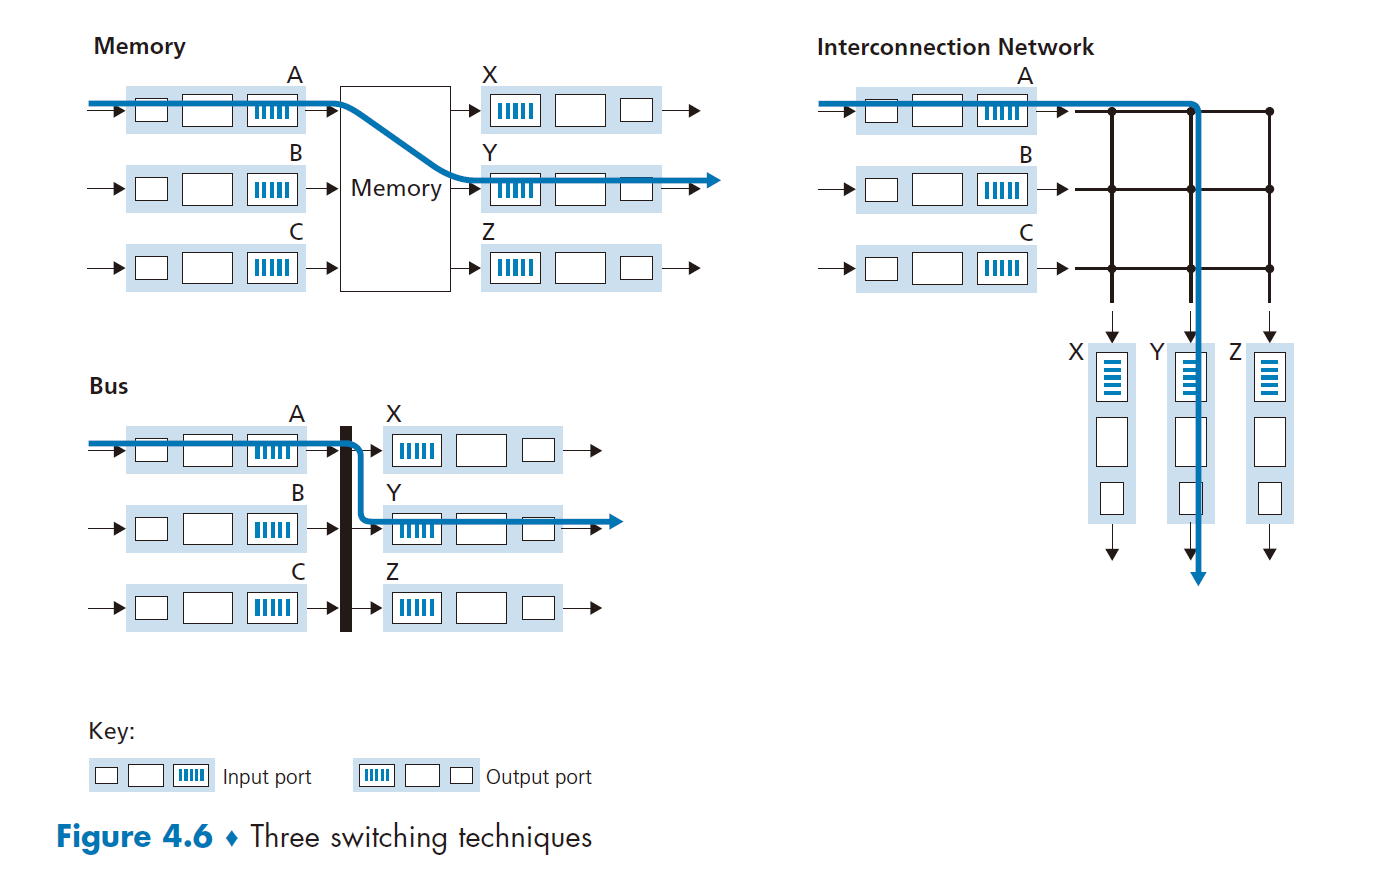 Memory
A
X
B
Y
Memory
C
Z
Interconnection Network
A
B
C
X
Y
Z
Bus
A
X
B
Y
C
Z
Key:
Input port
Output port
Figure 4.6 ♦ Three switching techniques